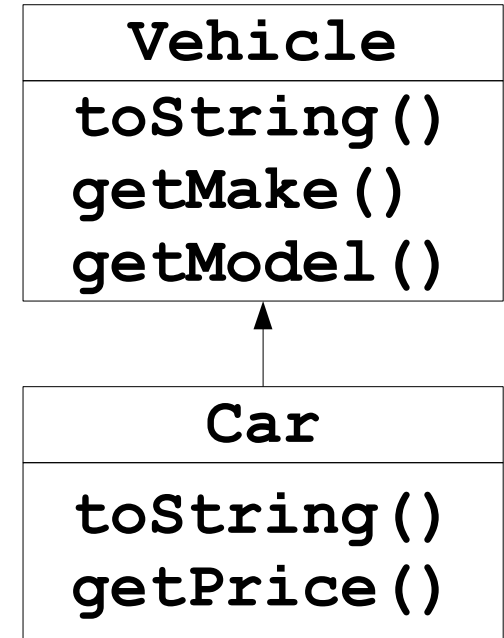 Vehicle
toString()
getMake()
getModel()
Car
toString()
getPrice()